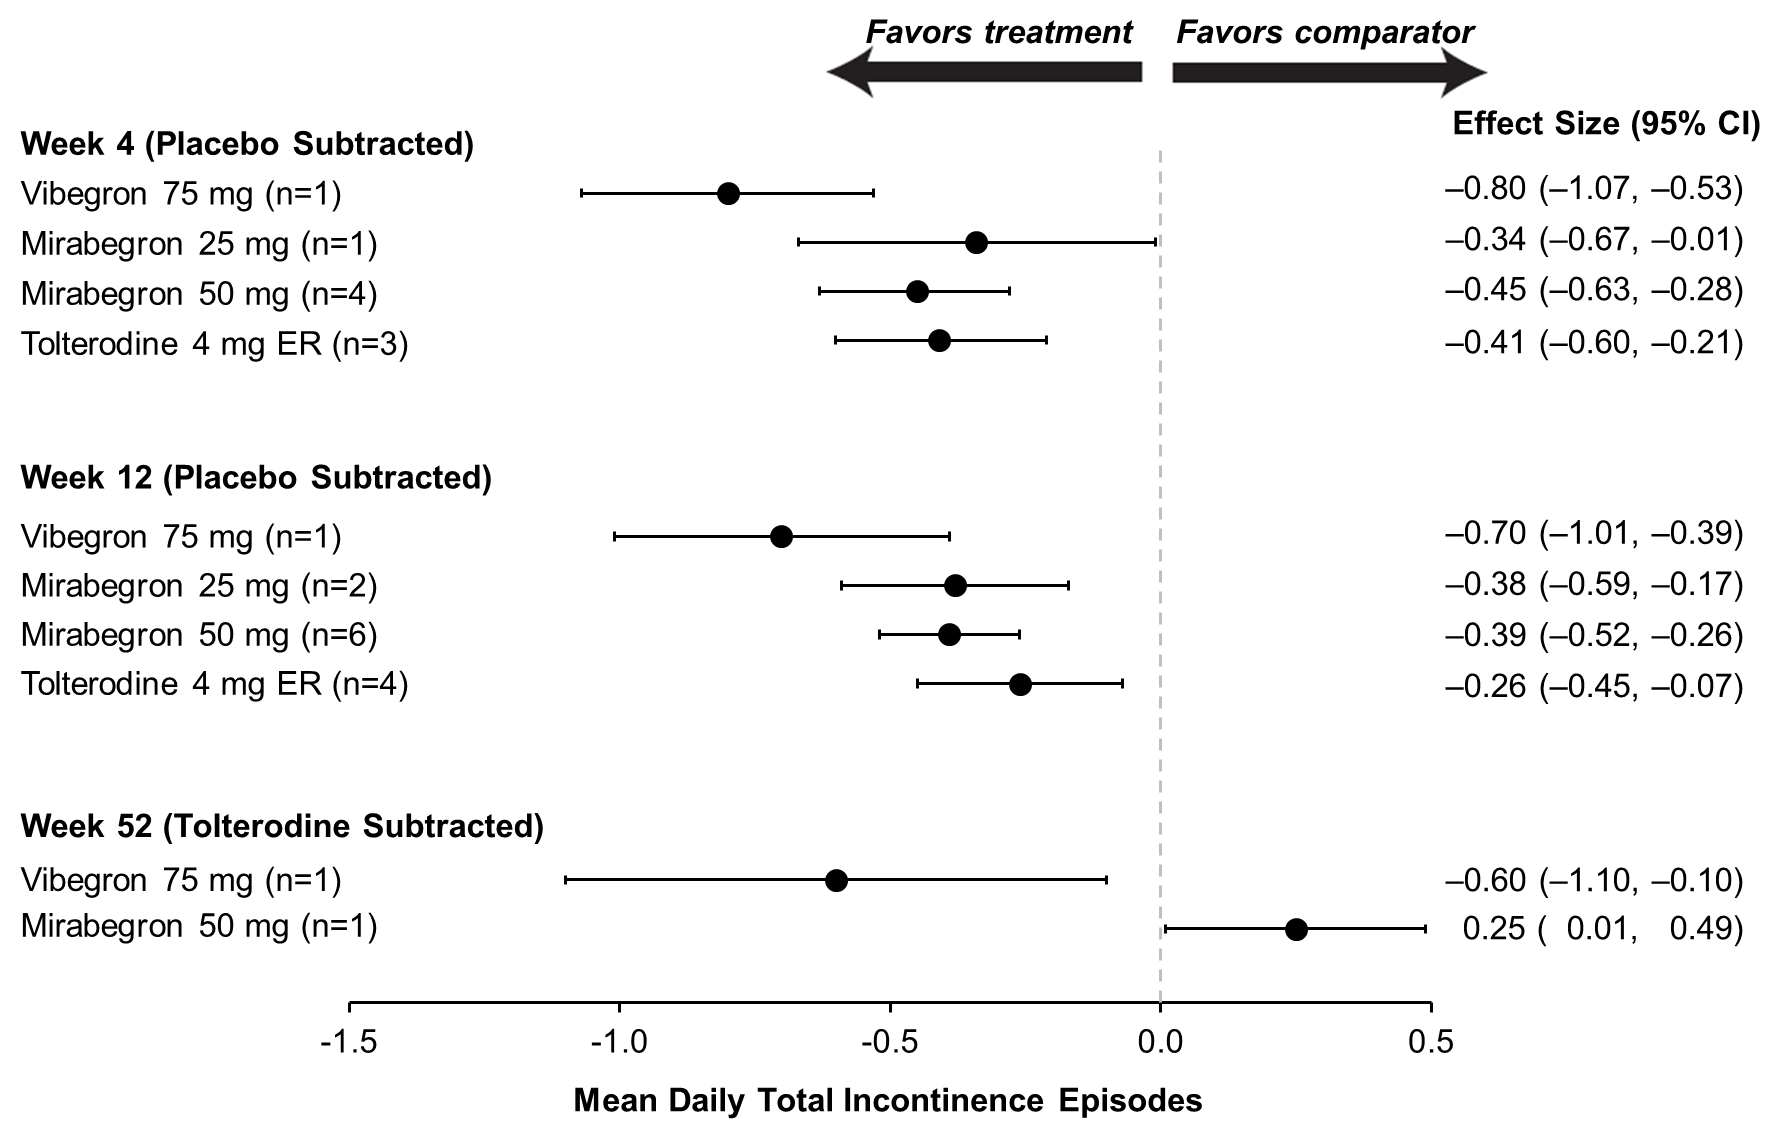 Favors treatment Favors comparator
Effect Size (95% CI)
Week 4 (Placebo Subtracted)
Vibegron 75 mg (n=1) –0.80 (–1.07, –0.53)
Mirabegron 25 mg (n=1) –0.34 (–0.67, –0.01)
Mirabegron 50 mg (n=4) –0.45 (–0.63, –0.28)
Tolterodine 4 mg ER (n=3) –0.41 (–0.60, –0.21)
Week 12 (Placebo Subtracted)
Vibegron 75 mg (n=1) –0.70 (–1.01, –0.39)
Mirabegron 25 mg (n=2) –0.38 (–0.59, –0.17)
Mirabegron 50 mg (n=6) –0.39 (–0.52, –0.26)
Tolterodine 4 mg ER (n=4) –0.26 (–0.45, –0.07)
Week 52 (Tolterodine Subtracted)
Vibegron 75 mg (n=1) –0.60 (–1.10, –0.10)
Mirabegron 50 mg (n=1) 0.25 ( 0.01, 0.49)
-1.5 -1.0 -0.5 0.0 0.5
Mean Daily Total Incontinence Episodes